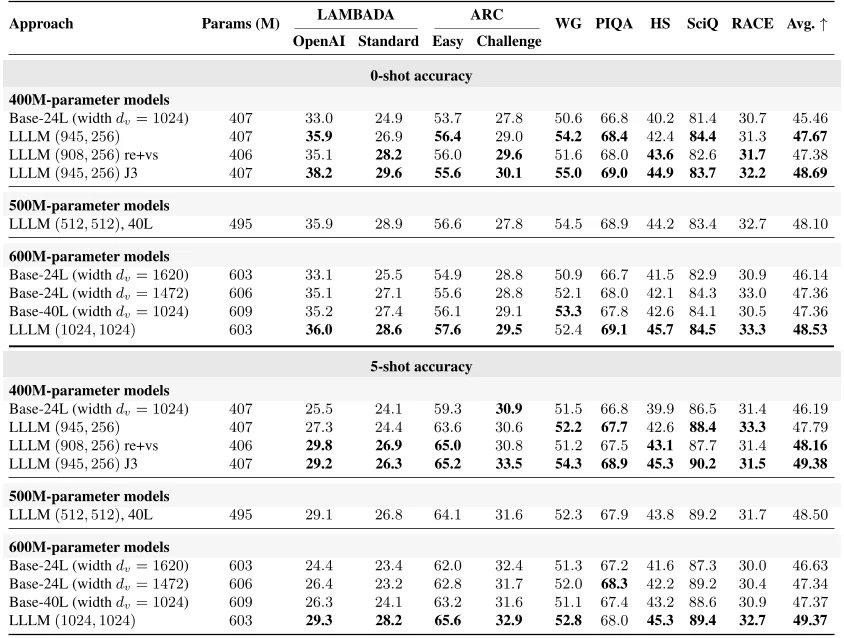 Approach Params (M) LAMBADA ARC WG PIQA HS SciQ RACE Avg. ↑
OpenAI Standard Easy Challenge
0-shot accuracy
400M-parameter models
Base-24L (width dᵥ = 1024) 407 33.0 24.9 53.7 27.8 50.6 66.8 40.2 81.4 30.7 45.46
LLLM (945, 256) 407 35.9 26.9 56.4 29.0 54.2 68.4 42.4 84.4 31.3 47.67
LLLM (908, 256) re+vs 406 35.1 28.2 56.0 29.6 51.6 68.0 43.6 82.6 31.7 47.38
LLLM (945, 256) J3 407 38.2 29.6 55.6 30.1 55.0 69.0 44.9 83.7 32.2 48.69
500M-parameter models
LLLM (512, 512), 40L 495 35.9 28.9 56.6 27.8 54.5 68.9 44.2 83.4 32.7 48.10
600M-parameter models
Base-24L (width dᵥ = 1620) 603 33.1 25.5 54.9 28.8 50.9 66.7 41.5 82.9 30.9 46.14
Base-24L (width dᵥ = 1472) 606 35.1 27.1 55.6 28.8 52.1 68.0 42.1 84.3 33.0 47.36
Base-40L (width dᵥ = 1024) 609 35.2 27.4 56.1 29.1 53.3 67.8 42.6 84.1 30.5 47.36
LLLM (1024, 1024) 603 36.0 28.6 57.6 29.5 52.4 69.1 45.7 84.5 33.3 48.53
5-shot accuracy
400M-parameter models
Base-24L (width dᵥ = 1024) 407 25.5 24.1 59.3 30.9 51.5 66.8 39.9 86.5 31.4 46.19
LLLM (945, 256) 407 27.3 24.4 63.6 30.6 52.2 67.7 42.6 88.4 33.3 47.79
LLLM (908, 256) re+vs 406 29.8 26.9 65.0 30.8 51.2 67.5 43.1 87.7 31.4 48.16
LLLM (945, 256) J3 407 29.2 26.3 65.2 33.5 54.3 68.9 45.3 90.2 31.5 49.38
500M-parameter models
LLLM (512, 512), 40L 495 29.1 26.8 64.1 31.6 52.3 67.9 43.8 89.2 31.7 48.50
600M-parameter models
Base-24L (width dᵥ = 1620) 603 24.4 23.4 62.0 32.4 51.3 67.2 41.6 87.3 30.0 46.63
Base-24L (width dᵥ = 1472) 606 26.4 23.2 62.8 31.7 52.0 68.3 42.2 89.2 30.4 47.34
Base-40L (width dᵥ = 1024) 609 26.3 24.1 63.2 31.6 51.1 67.4 43.2 88.6 30.9 47.37
LLLM (1024, 1024) 603 29.3 28.2 65.6 32.9 52.8 68.0 45.3 89.4 32.7 49.37